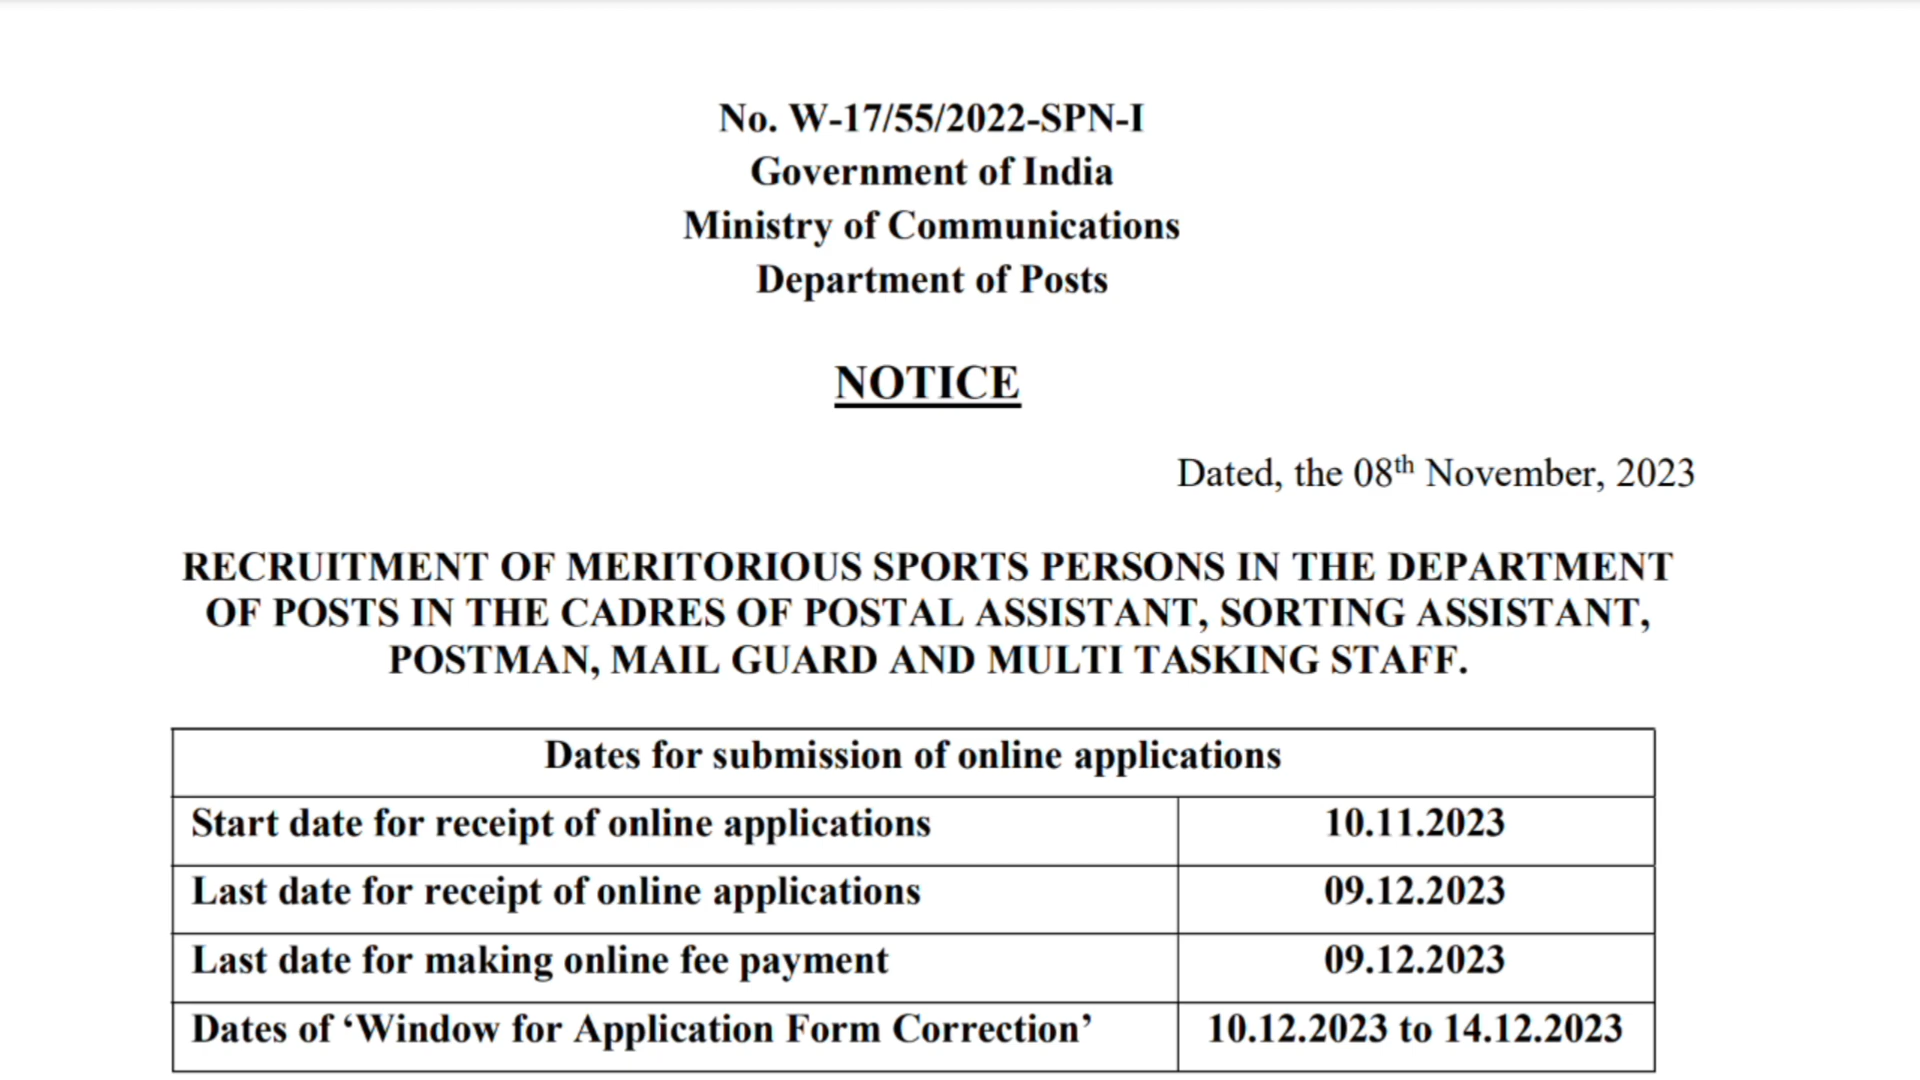 No. W-17/55/2022-SPN-I
Government of India
Ministry of Communications
Department of Posts
NOTICE
Dated, the 08th November, 2023
RECRUITMENT OF MERITORIOUS SPORTS PERSONS IN THE DEPARTMENT
OF POSTS IN THE CADRES OF POSTAL ASSISTANT, SORTING ASSISTANT,
POSTMAN, MAIL GUARD AND MULTI TASKING STAFF.
Dates for submission of online applications
Start date for receipt of online applications 10.11.2023
Last date for receipt of online applications 09.12.2023
Last date for making online fee payment 09.12.2023
Dates of ‘Window for Application Form Correction’ 10.12.2023 to 14.12.2023